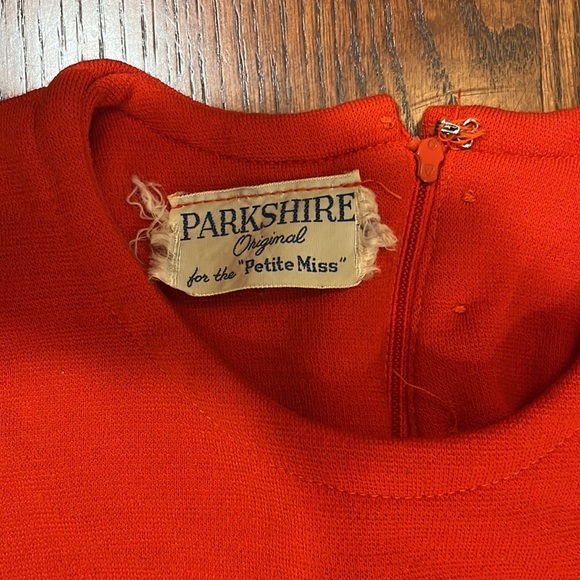 PARKSHIRE
Original
for the "Petite Miss"